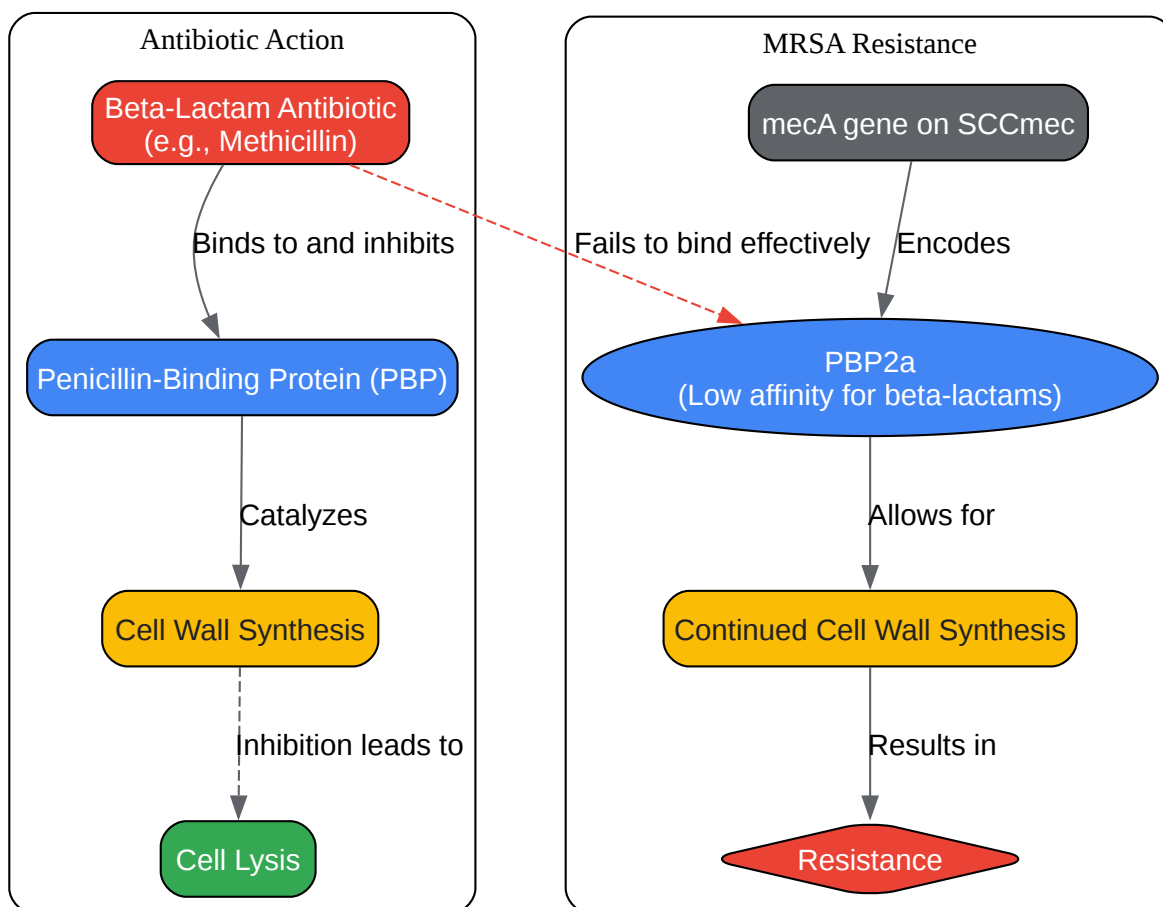 Antibiotic Action
Beta-Lactam Antibiotic
(e.g., Methicillin)
Binds to and inhibits
Penicillin-Binding Protein (PBP)
Catalyzes
Cell Wall Synthesis
Inhibition leads to
Cell Lysis
MRSA Resistance
mecA gene on SCCmec
Fails to bind effectively
Encodes
PBP2a
(Low affinity for beta-lactams)
Allows for
Continued Cell Wall Synthesis
Results in
Resistance